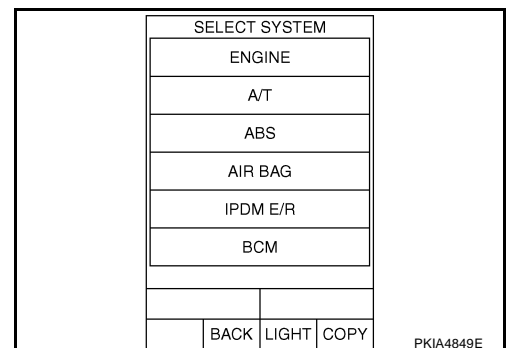 SELECT SYSTEM
ENGINE
A/T
ABS
AIR BAG
IPDM E/R
BCM
BACK LIGHT COPY
PKIA4849E